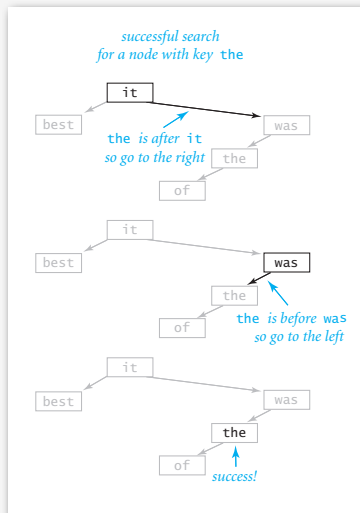 successful search
for a node with key the
it
best
was
the is after it
so go to the right
the
of
it
best
was
the
the is before was
so go to the left
of
it
best
was
the
of
success!